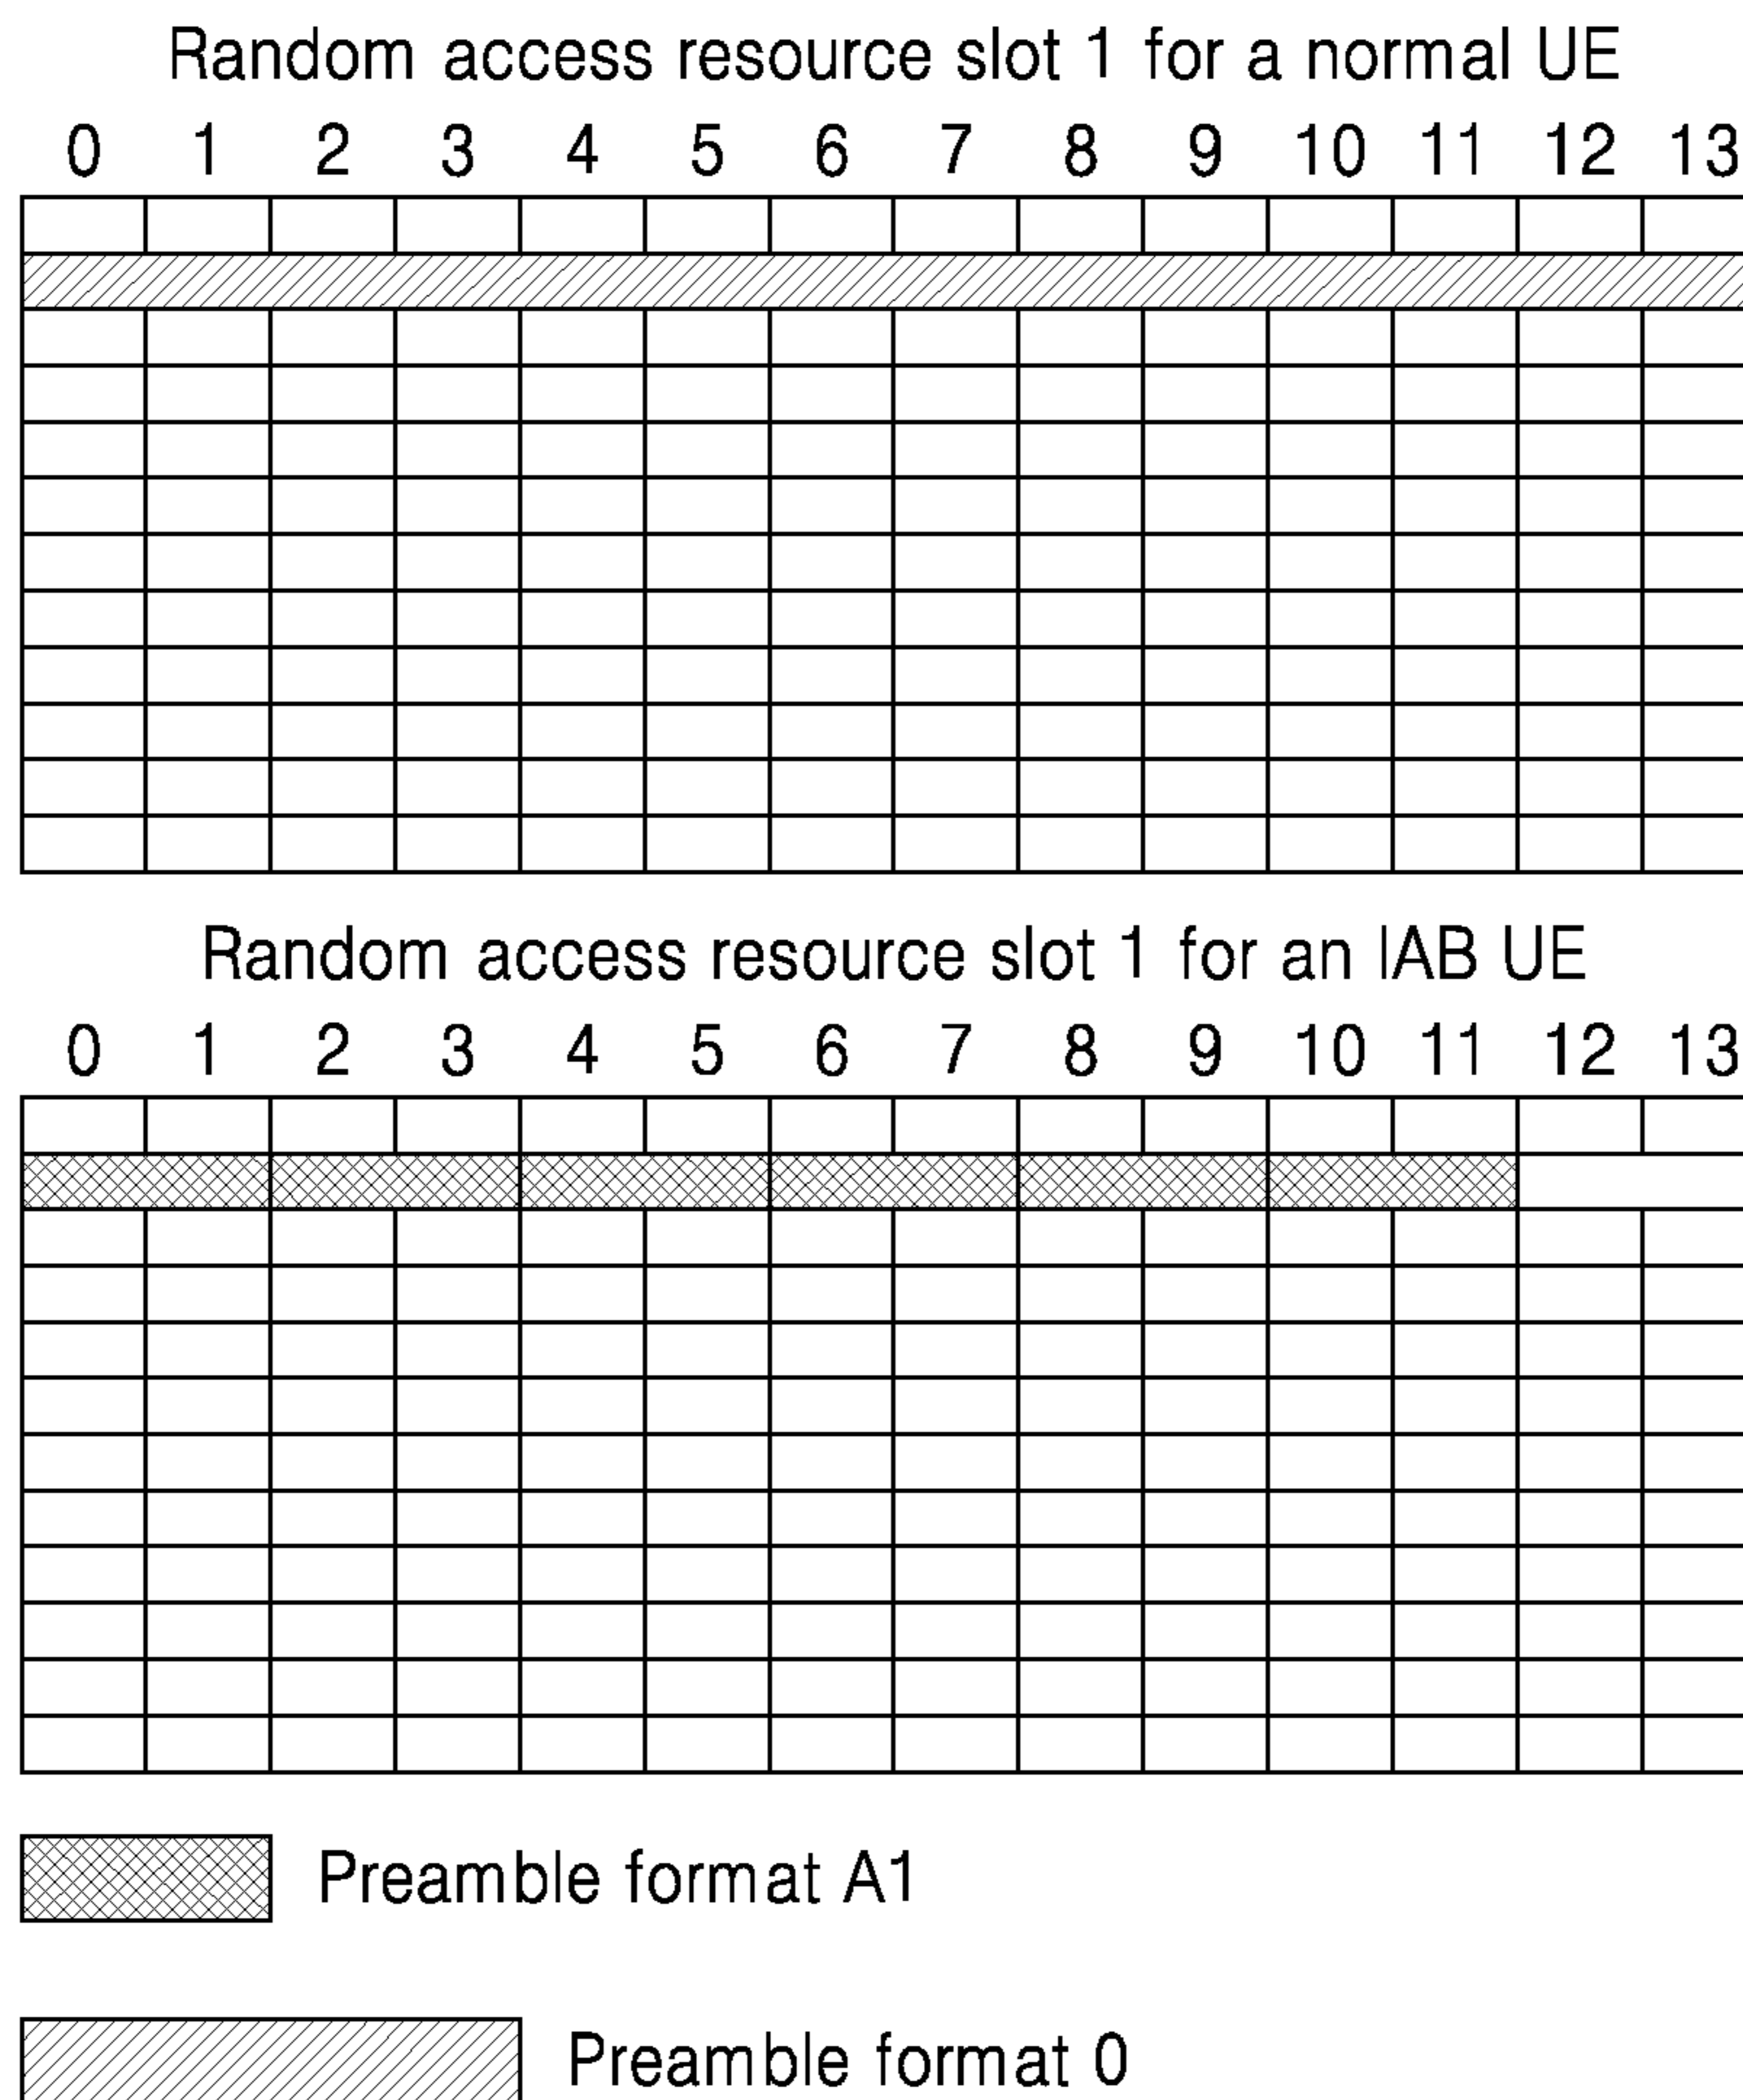 Random access resource slot 1 for a normal UE
0 1 2 3 4 5 6 7 8 9 10 11 12 13
Random access resource slot 1 for an IAB UE
0 1 2 3 4 5 6 7 8 9 10 11 12 13
Preamble format A1
Preamble format 0